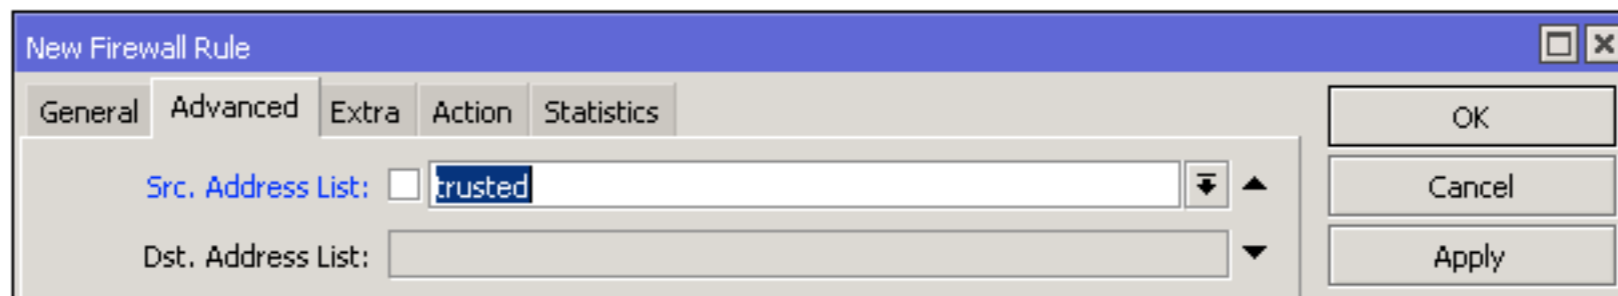 New Firewall Rule
General Advanced Extra Action Statistics
OK
Src. Address List: trusted
Cancel
Dst. Address List:
Apply